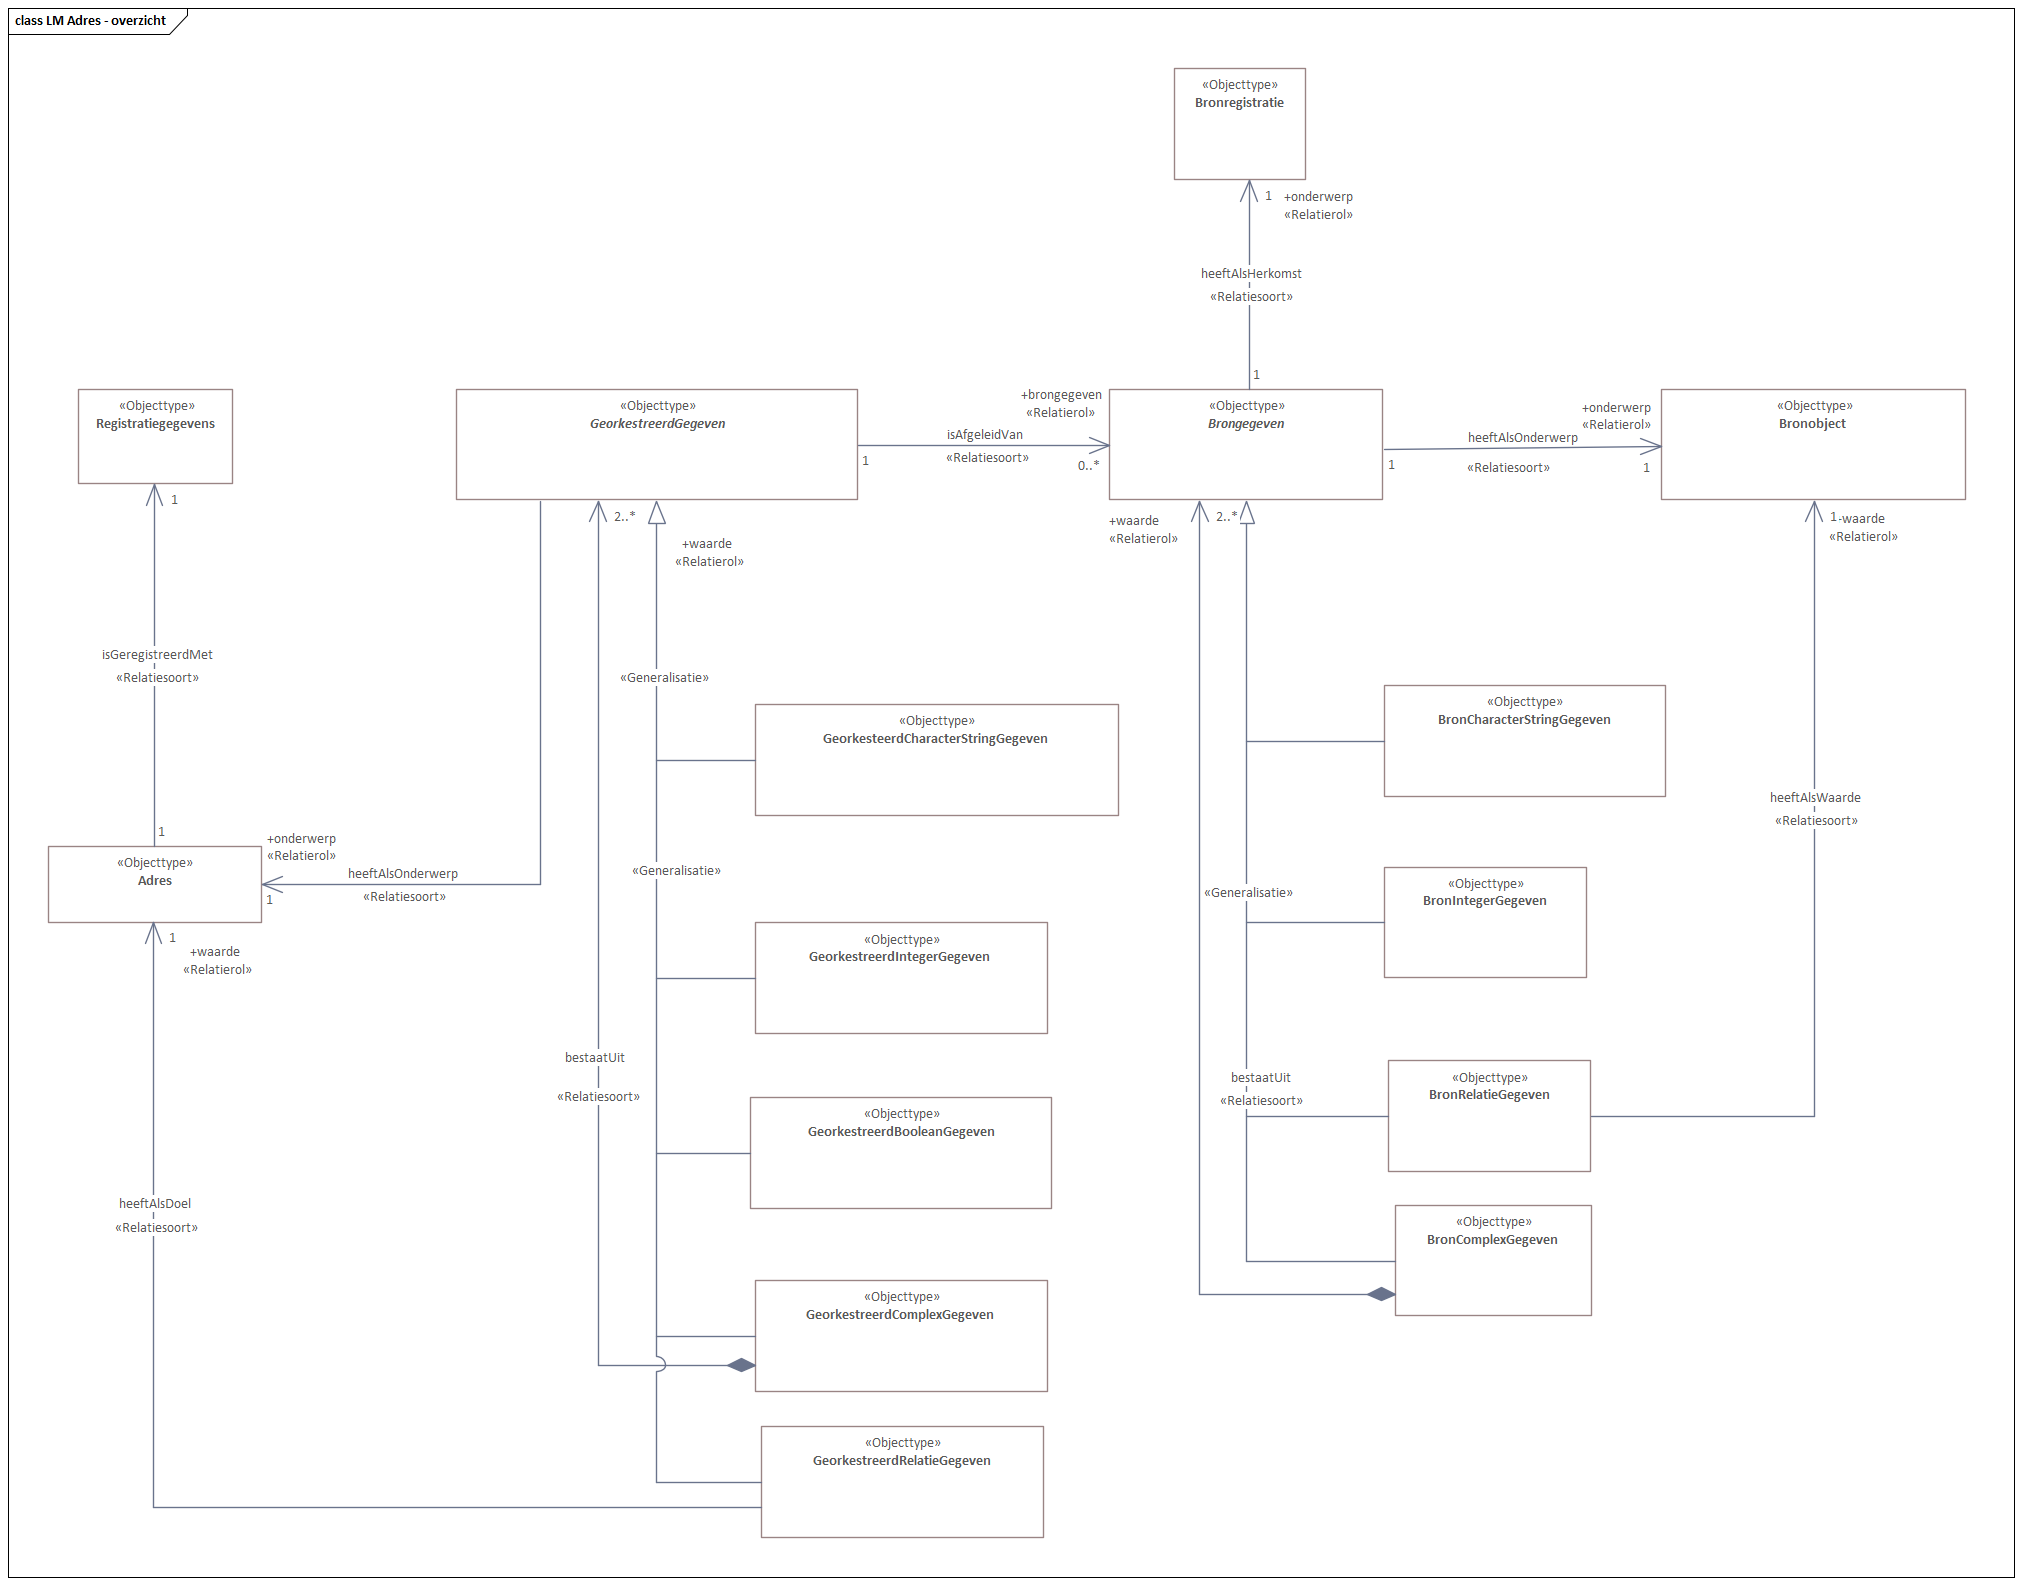 class LM Adres - overzicht
«Objecttype»
Bronregistratie
1
+onderwerp
«Relatierol»
heeftAlsHerkomst
«Relatiesoort»
1
«Objecttype»
Registratiegegevens
1
«Objecttype»
GeorkestreerdGegeven
1
isAfgeleidVan
«Relatiesoort»
+brongegeven
«Relatierol»
0..*
«Objecttype»
Brongegeven
1
heeftAlsOnderwerp
«Relatiesoort»
+onderwerp
«Relatierol»
1
«Objecttype»
Bronobject
2..*
+waarde
«Relatierol»
+waarde
«Relatierol»
2..*
1
-waarde
«Relatierol»
isGeregistreerdMet
«Relatiesoort»
1
«Generalisatie»
«Objecttype»
GeorkesteerdCharacterStringGegeven
«Objecttype»
BronCharacterStringGegeven
heeftAlsWaarde
«Relatiesoort»
«Objecttype»
Adres
+onderwerp
«Relatierol»
1
heeftAlsOnderwerp
«Relatiesoort»
«Generalisatie»
«Generalisatie»
«Objecttype»
BronIntegerGegeven
1
+waarde
«Relatierol»
«Objecttype»
GeorkestreerdIntegerGegeven
bestaatUit
«Relatiesoort»
bestaatUit
«Relatiesoort»
«Objecttype»
BronRelatieGegeven
«Objecttype»
GeorkestreerdBooleanGegeven
heeftAlsDoel
«Relatiesoort»
«Objecttype»
BronComplexGegeven
«Objecttype»
GeorkestreerdComplexGegeven
«Objecttype»
GeorkestreerdRelatieGegeven